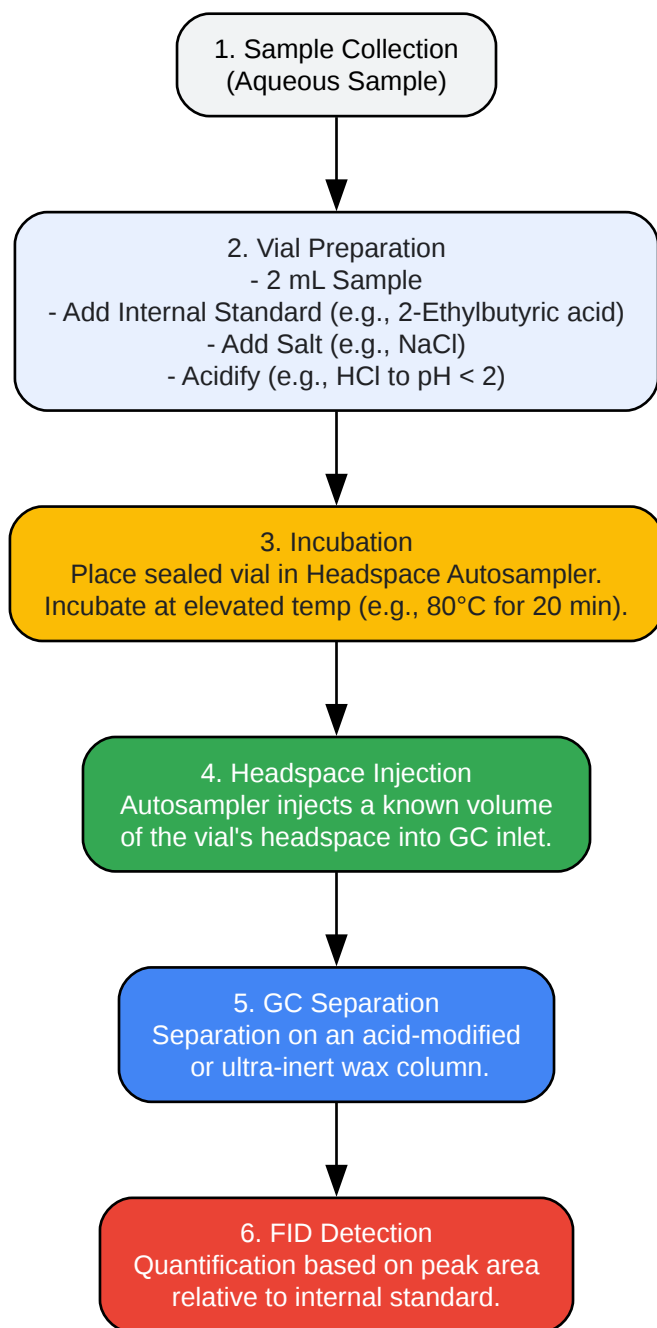 1. Sample Collection
(Aqueous Sample)
2. Vial Preparation
- 2 mL Sample
- Add Internal Standard (e.g., 2-Ethylbutyric acid)
- Add Salt (e.g., NaCl)
- Acidify (e.g., HCl to pH < 2)
3. Incubation
Place sealed vial in Headspace Autosampler.
Incubate at elevated temp (e.g., 80°C for 20 min).
4. Headspace Injection
Autosampler injects a known volume
of the vial's headspace into GC inlet.
5. GC Separation
Separation on an acid-modified
or ultra-inert wax column.
6. FID Detection
Quantification based on peak area
relative to internal standard.